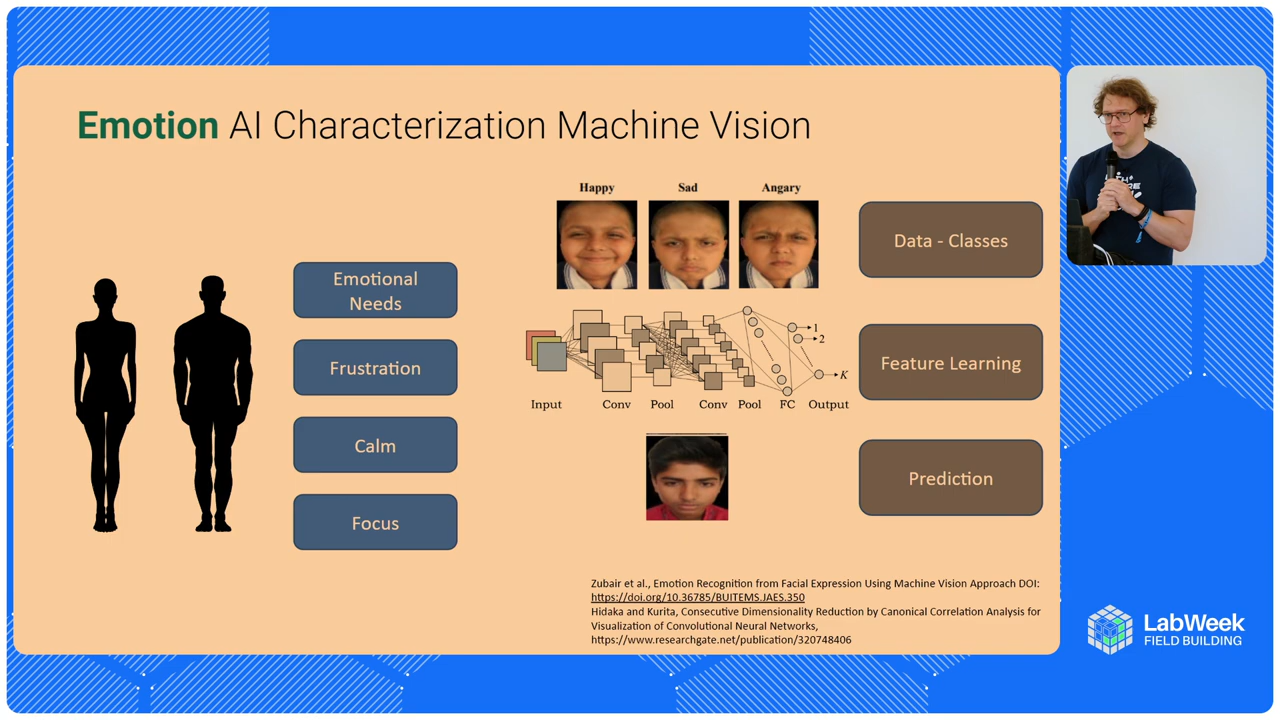 Emotion AI Characterization Machine Vision
Happy
Sad
Angary
Data - Classes
Emotional
Needs
Frustration
Calm
Focus
1
2
K
Input
Conv
Pool
Conv
Pool
FC
Output
Feature Learning
Prediction
Zubair et al., Emotion Recognition from Facial Expression Using Machine Vision Approach DOI:
https://doi.org/10.36785/BUITEMS.JAES.350
Hidaka and Kurita, Consecutive Dimensionality Reduction by Canonical Correlation Analysis for
Visualization of Convolutional Neural Networks,
https://www.researchgate.net/publication/320748406
LabWeek
FIELD BUILDING